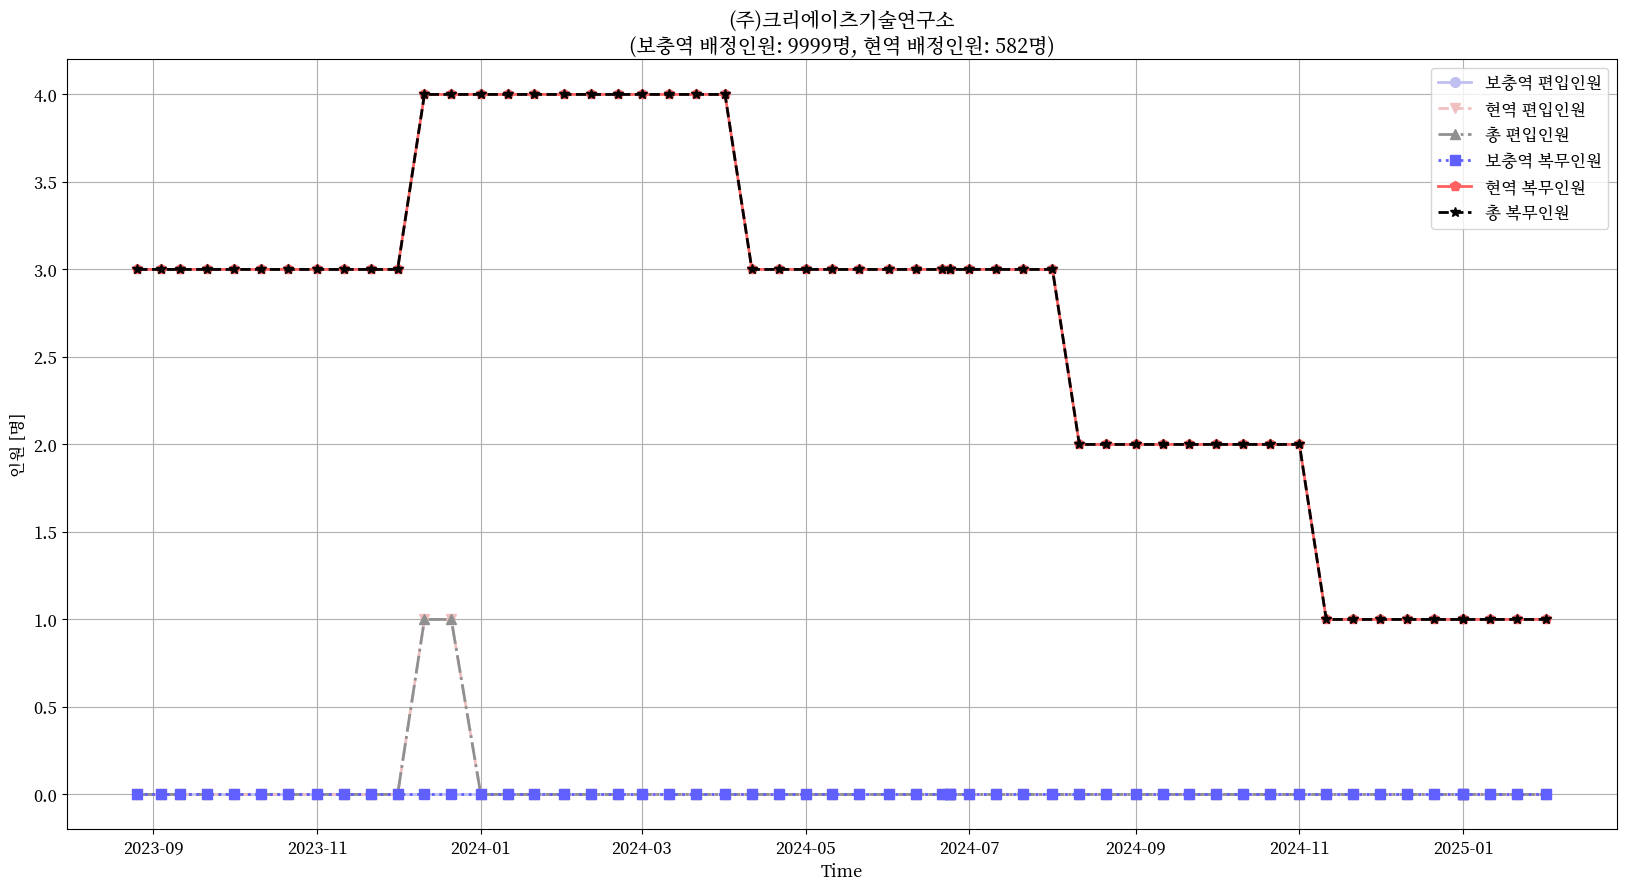 (주)크리에이츠기술연구소
(보충역 배정인원: 9999명, 현역 배정인원: 582명)
보충역 편입인원
현역 편입인원
총 편입인원
보충역 복무인원
현역 복무인원
총 복무인원
인원 [명]
4.0
3.5
3.0
2.5
2.0
1.5
1.0
0.5
0.0
2023-09 2023-11 2024-01 2024-03 2024-05 2024-07 2024-09 2024-11 2025-01
Time